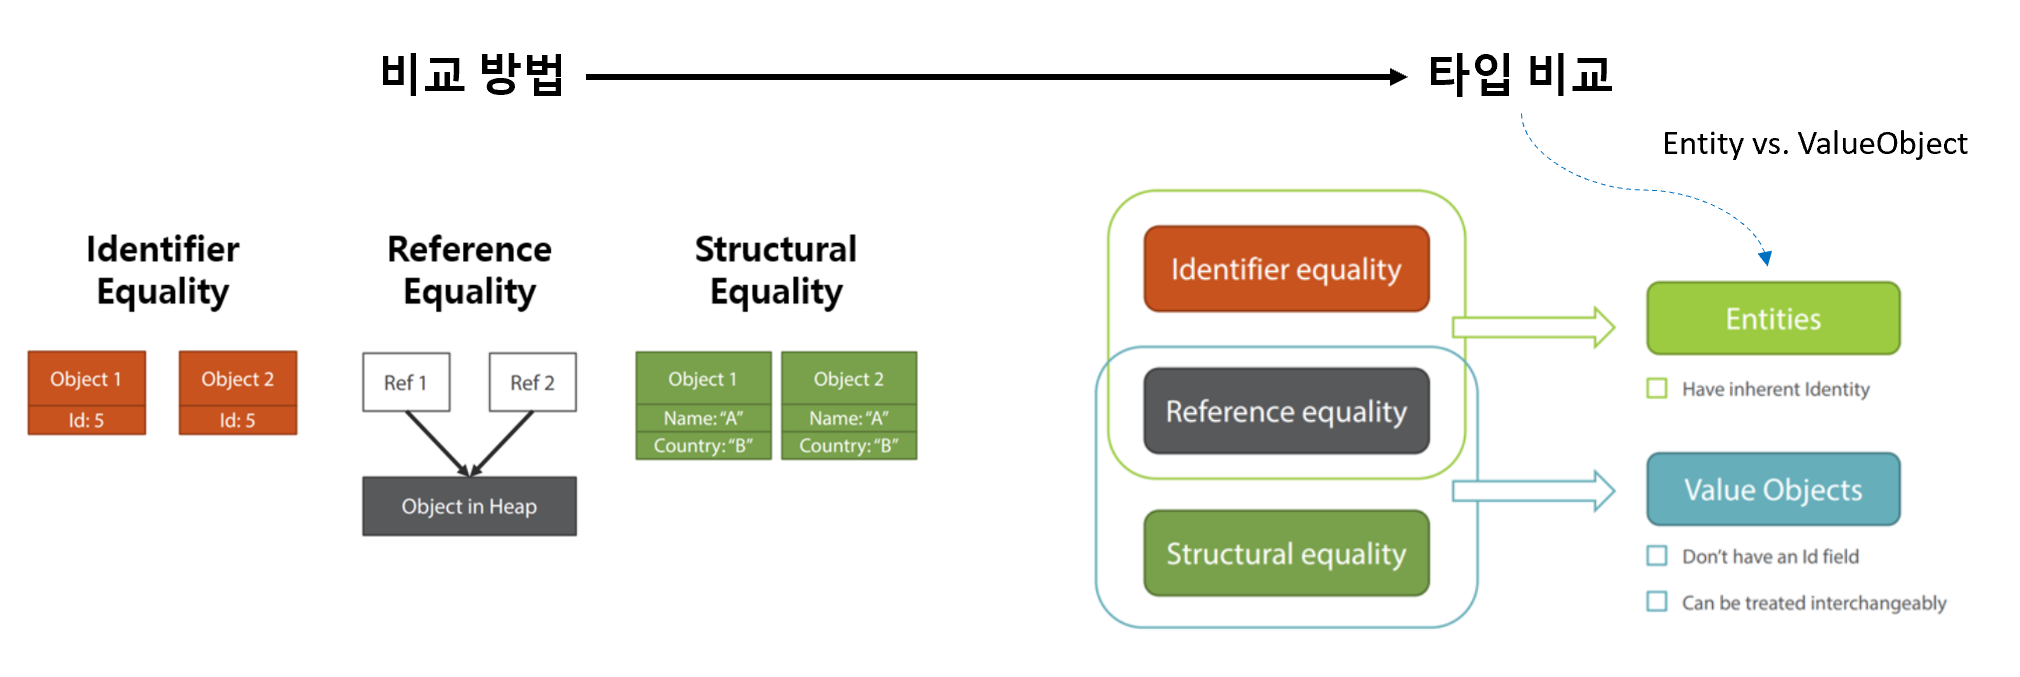 비교 방법
타입 비교
Entity vs. ValueObject
Identifier
Equality
Object 1
Id: 5
Object 2
Id: 5
Reference
Equality
Ref 1
Ref 2
Object in Heap
Structural
Equality
Object 1
Name: “A”
Country: “B”
Object 2
Name: “A”
Country: “B”
Identifier equality
Reference equality
Structural equality
Entities
Have inherent Identity
Value Objects
Don’t have an Id field
Can be treated interchangeably